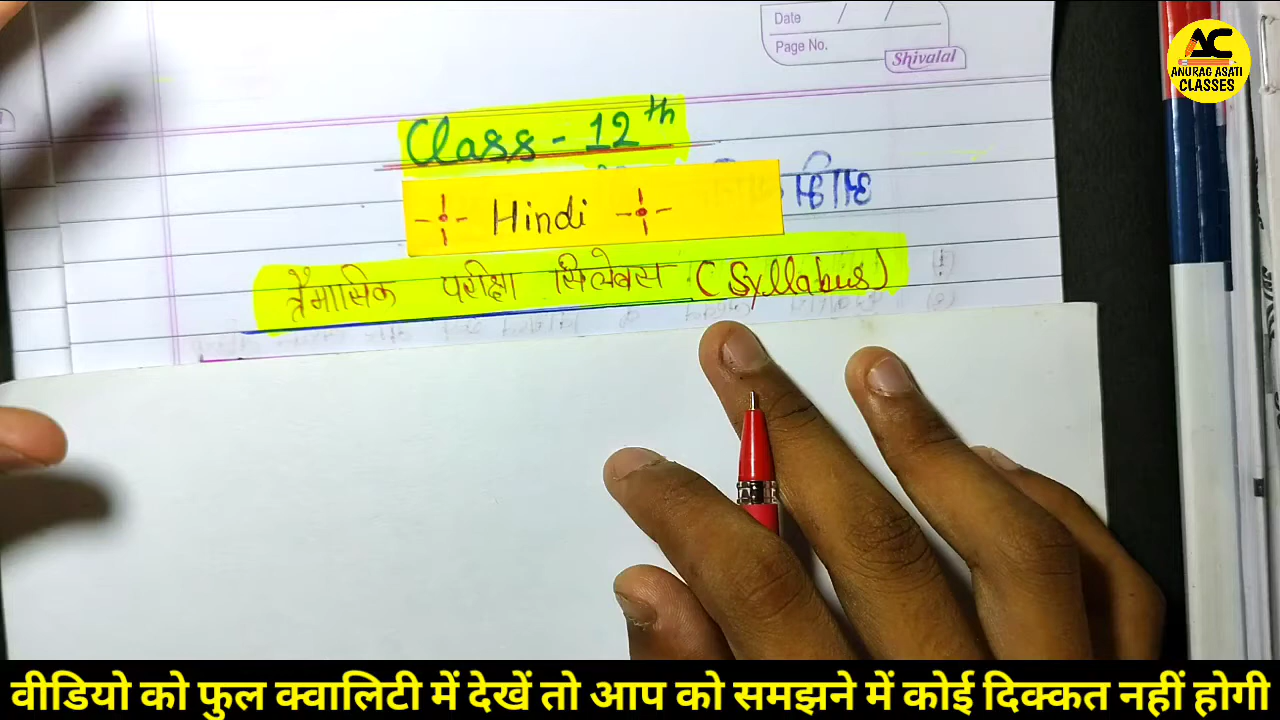 Date / /
Page No.
Shivalal
AC
ANURAG ASATI
CLASSES
Class - 12th
Hindi
त्रैमासिक परीक्षा सिलेबस (Syllabus)
वीडियो को फुल क्वालिटी में देखें तो आप को समझने में कोई दिक्कत नहीं होगी